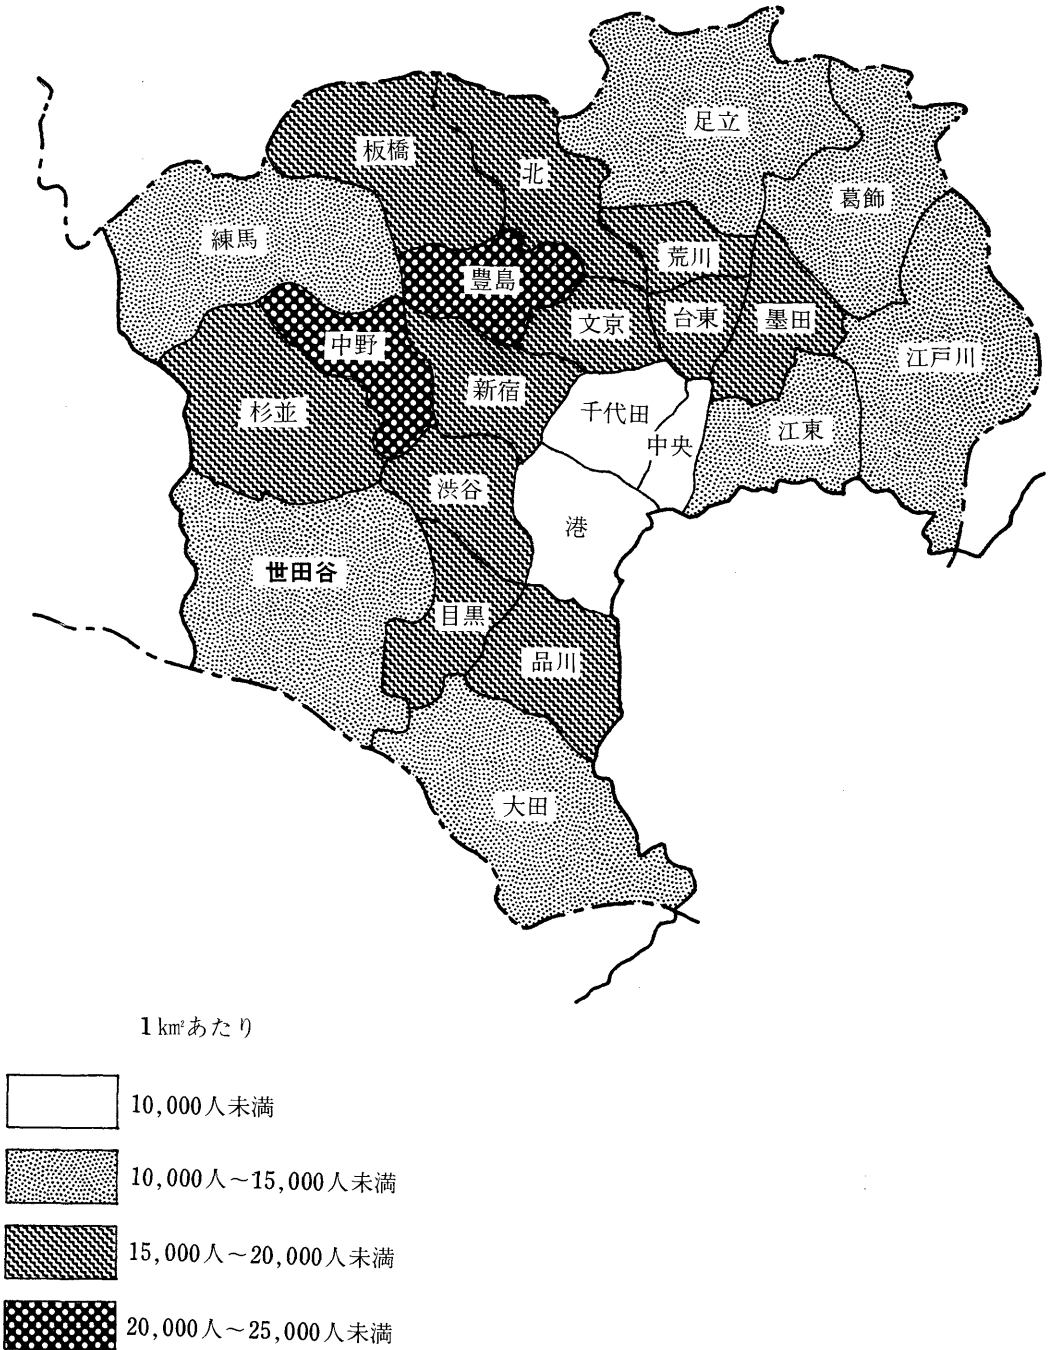 足立
板橋
北
葛飾
練馬
荒川
豊島
文京
台東
墨田
中野
江戸川
新宿
杉並
千代田
江東
中央
渋谷
港
世田谷
目黒
品川
大田
1km²あたり
10,000人未満
10,000人～15,000人未満
15,000人～20,000人未満
20,000人～25,000人未満